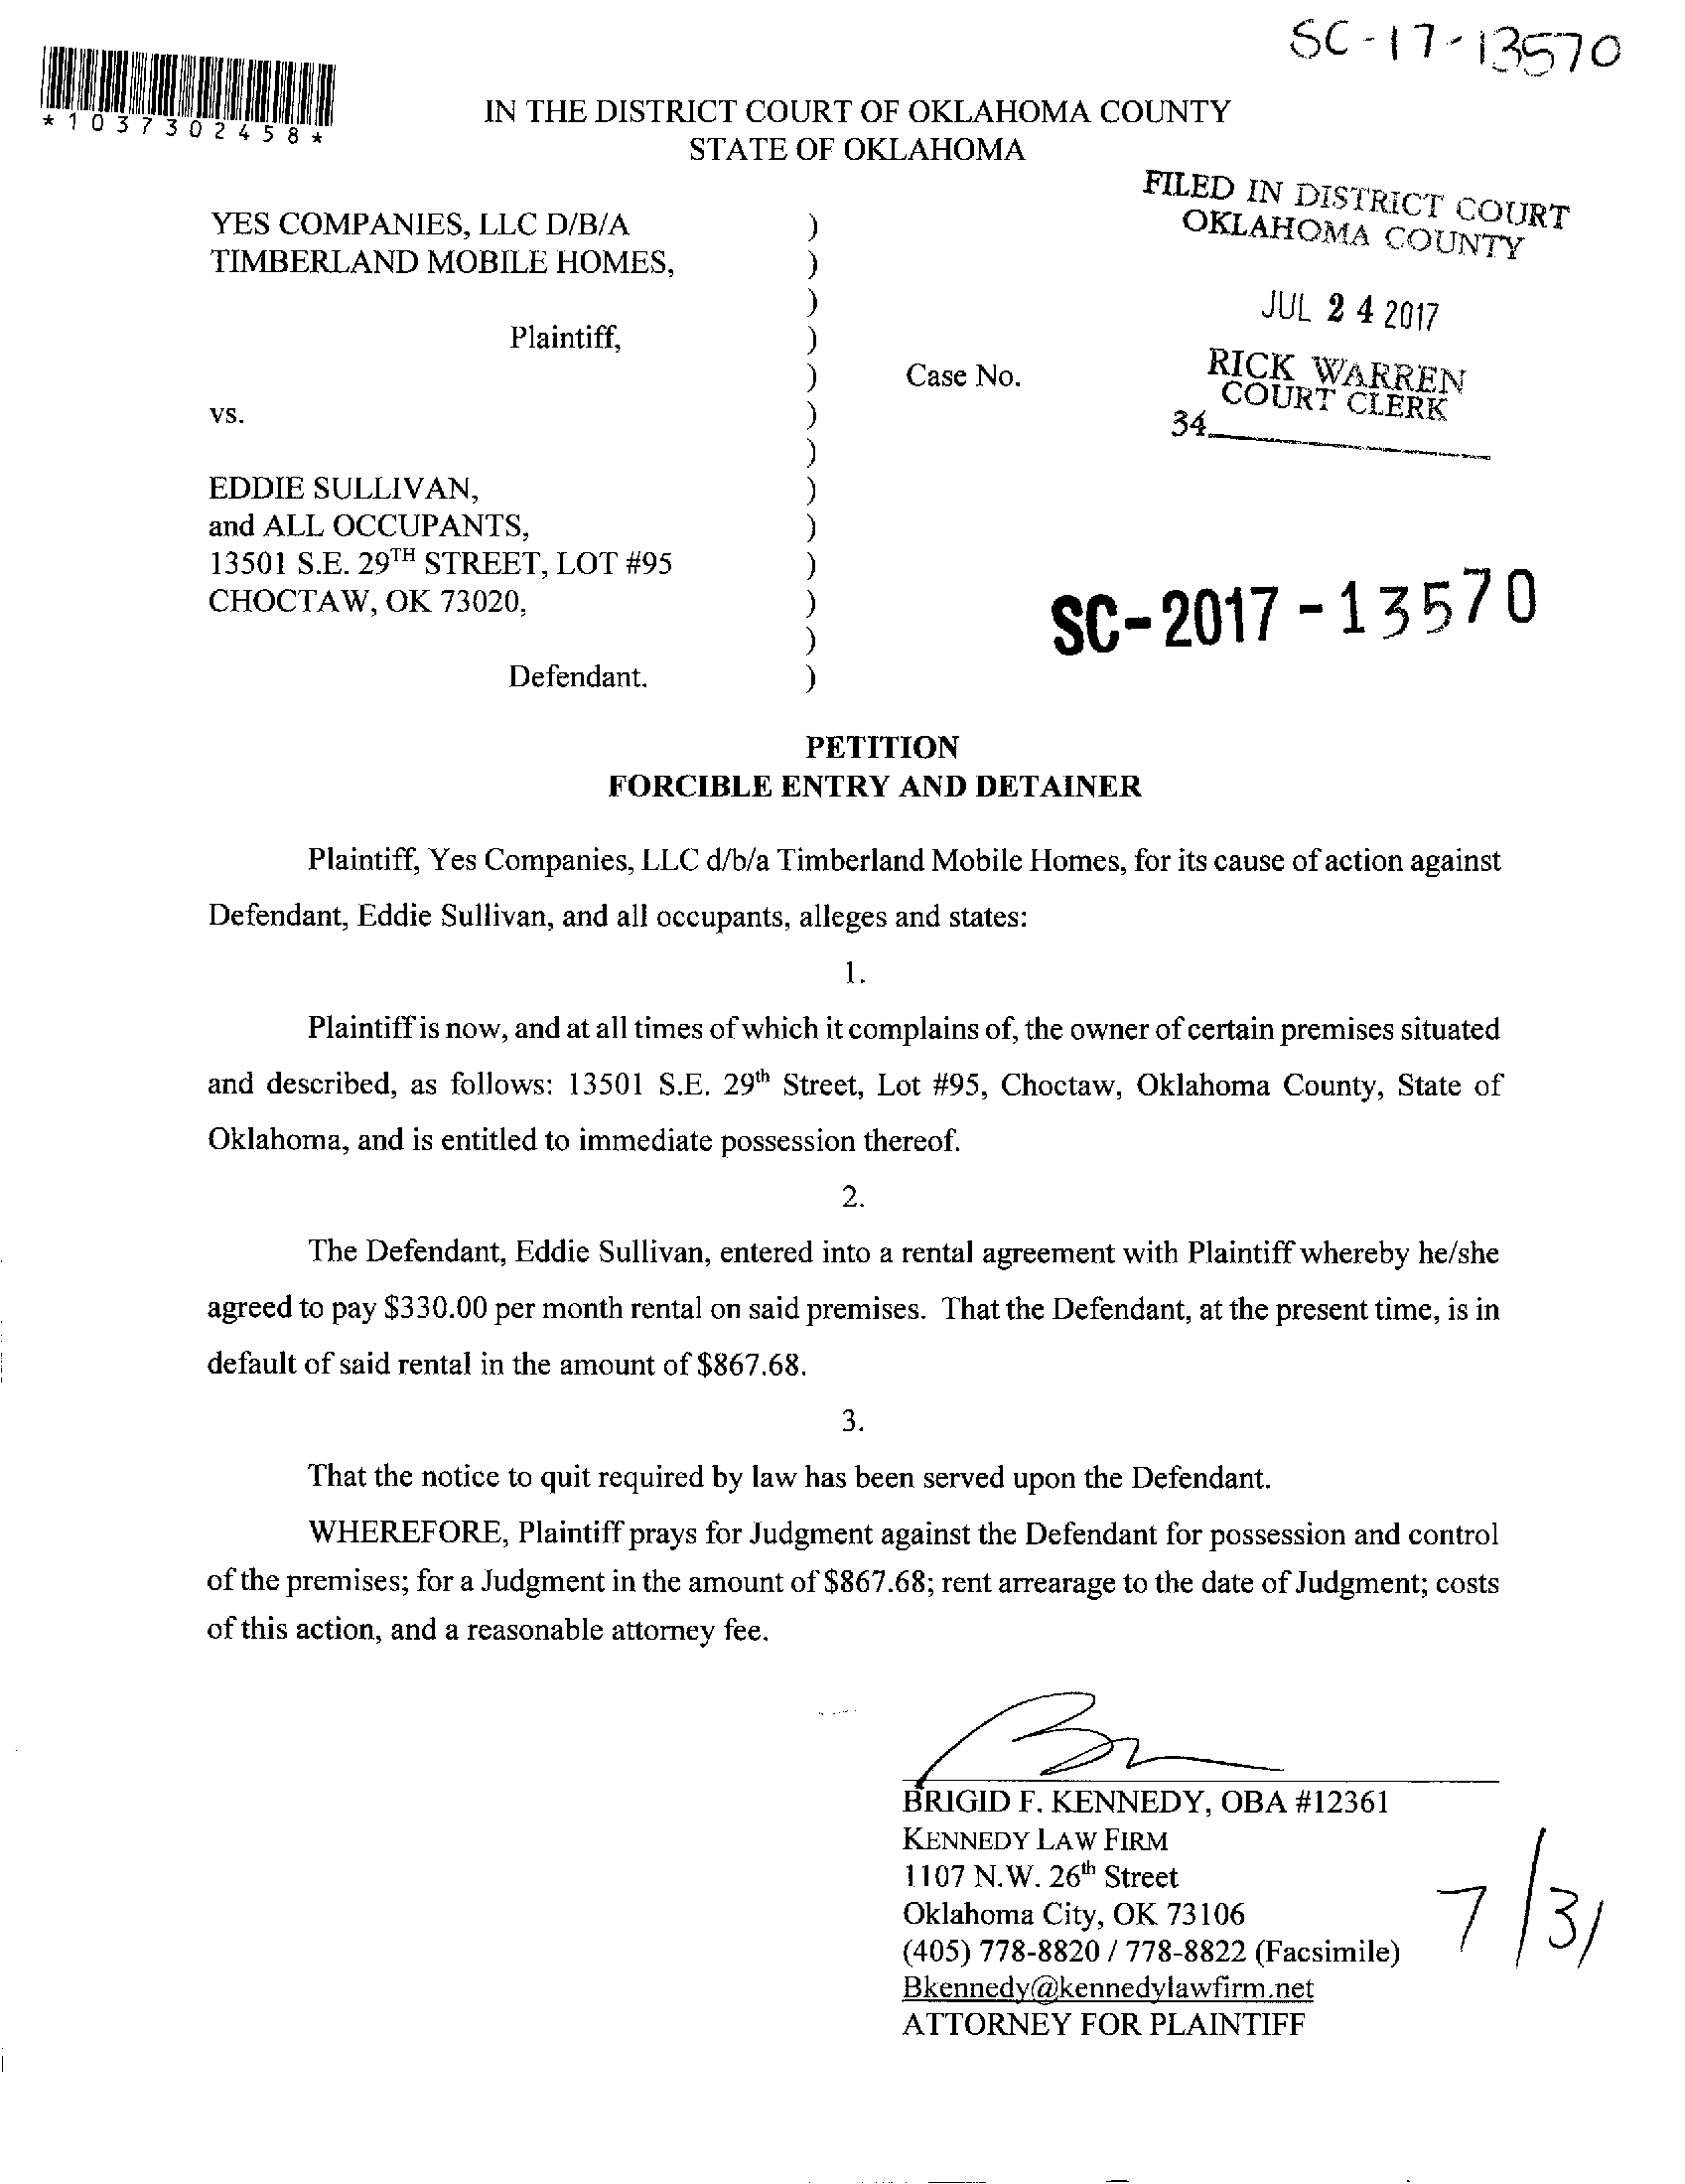 SC-17-13570
*1037302458*
IN THE DISTRICT COURT OF OKLAHOMA COUNTY
STATE OF OKLAHOMA
FILED IN DISTRICT COURT
OKLAHOMA COUNTY
JUL 24 2017
RICK WARREN
COURT CLERK
34
YES COMPANIES, LLC D/B/A )
TIMBERLAND MOBILE HOMES, )
)
Plaintiff, )
) Case No.
vs. )
)
EDDIE SULLIVAN, )
and ALL OCCUPANTS, )
13501 S.E. 29TH STREET, LOT #95 )
CHOCTAW, OK 73020, )
)
Defendant. )
SC-2017-13570
PETITION
FORCIBLE ENTRY AND DETAINER
Plaintiff, Yes Companies, LLC d/b/a Timberland Mobile Homes, for its cause of action against
Defendant, Eddie Sullivan, and all occupants, alleges and states:
1.
Plaintiff is now, and at all times of which it complains of, the owner of certain premises situated
and described, as follows: 13501 S.E. 29th Street, Lot #95, Choctaw, Oklahoma County, State of
Oklahoma, and is entitled to immediate possession thereof.
2.
The Defendant, Eddie Sullivan, entered into a rental agreement with Plaintiff whereby he/she
agreed to pay $330.00 per month rental on said premises. That the Defendant, at the present time, is in
default of said rental in the amount of $867.68.
3.
That the notice to quit required by law has been served upon the Defendant.
WHEREFORE, Plaintiff prays for Judgment against the Defendant for possession and control
of the premises; for a Judgment in the amount of $867.68; rent arrearage to the date of Judgment; costs
of this action, and a reasonable attorney fee.
BRIGID F. KENNEDY, OBA #12361
KENNEDY LAW FIRM
1107 N.W. 26th Street
Oklahoma City, OK 73106
(405) 778-8820 / 778-8822 (Facsimile)
Bkennedy@kennedylawfirm.net
ATTORNEY FOR PLAINTIFF
7/31